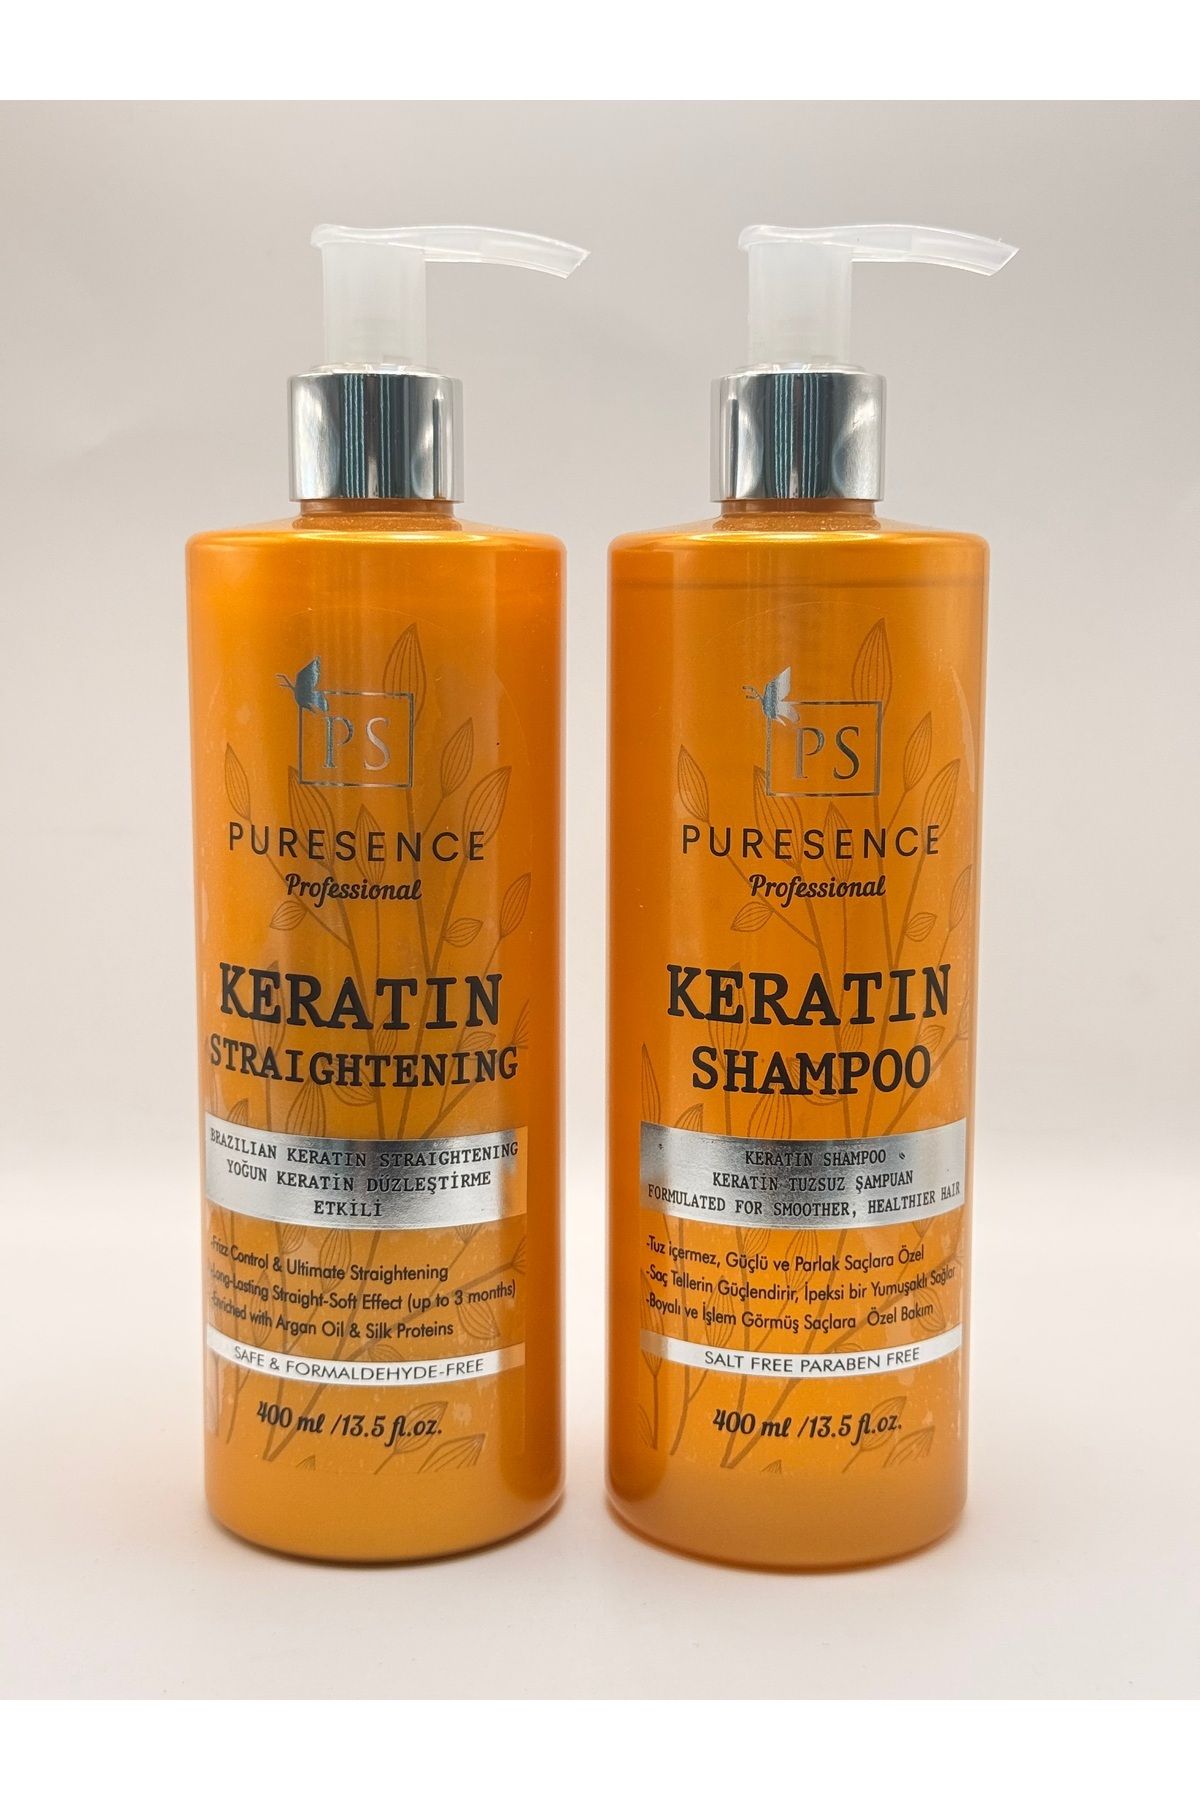 PS
PURESENCE
Professional
KERATIN
STRAIGHTENING
BRAZILIAN KERATIN STRAIGHTENING
YOĞUN KERATİN DÜZLEŞTİRME
ETKİLİ
-Frizz Control & Ultimate Straightening
-Long-Lasting Straight-Soft Effect (up to 3 months)
-Enriched with Argan Oil & Silk Proteins
SAFE & FORMALDEHYDE-FREE
400 ml /13.5 fl.oz.
PS
PURESENCE
Professional
KERATIN
SHAMPOO
KERATIN SHAMPOO
KERATİN TUZSUZ ŞAMPUAN
FORMULATED FOR SMOOTHER, HEALTHIER HAIR
-Tuz içermez, Güçlü ve Parlak Saçlara Özel
-Saç Tellerin Güçlendirir, İpeksi bir Yumuşaklı Sağlar
-Boyalı ve İşlem Görmüş Saçlara Özel Bakım
SALT FREE PARABEN FREE
400 ml /13.5 fl.oz.